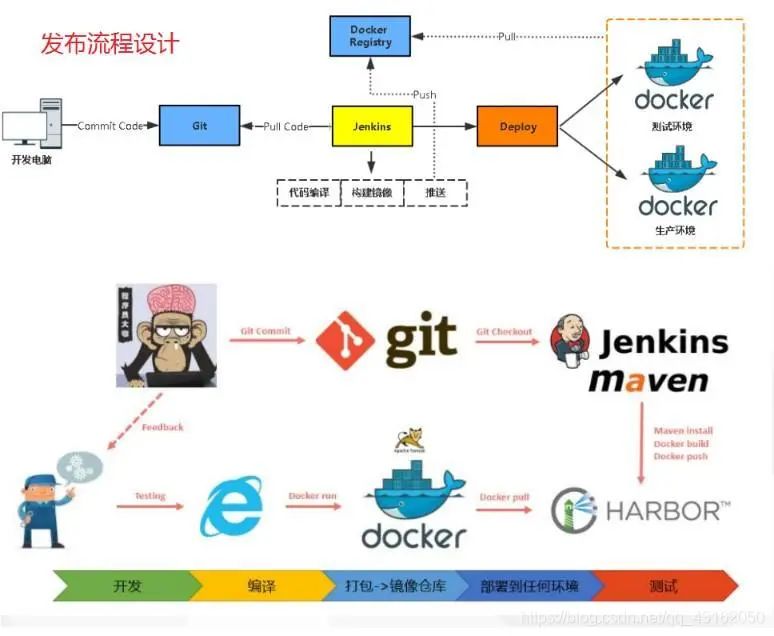 发布流程设计
Docker
Registry
Pull
Push
Commit Code
Git
Pull Code
Jenkins
Deploy
docker
测试环境
开发电脑
代码编译
构建镜像
推送
docker
生产环境
程序员大佬
Git Commit
git
Git Checkout
Jenkins
maven
Feedback
Maven install
Docker build
Docker push
Apache Tomcat
Testing
Docker run
docker
Docker pull
HARBOR™
开发
编译
打包->镜像仓库
部署到任何环境
测试
https://blog.csdn.net/qq_45162050